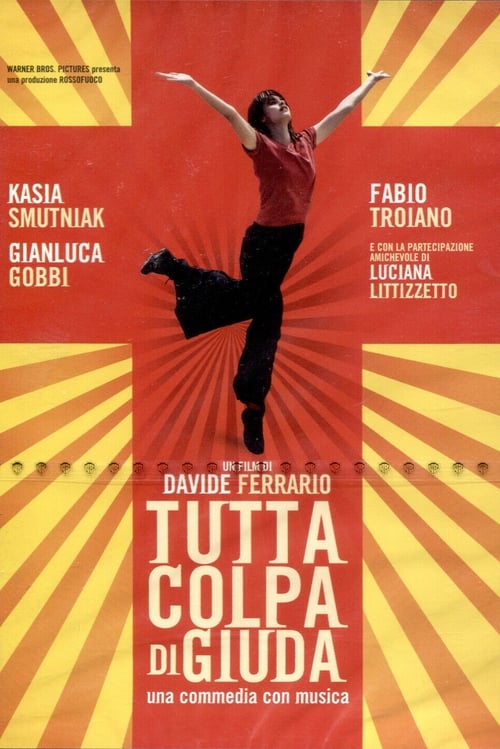 WARNER BROS. PICTURES presenta
una produzione ROSSOFUOCO
KASIA
SMUTNIAK
GIANLUCA
GOBBI
FABIO
TROIANO
E CON LA PARTECIPAZIONE
AMICHEVOLE DI
LUCIANA
LITTIZZETTO
UN FILM DI
DAVIDE FERRARIO
TUTTA
COLPA
DI GIUDA
una commedia con musica